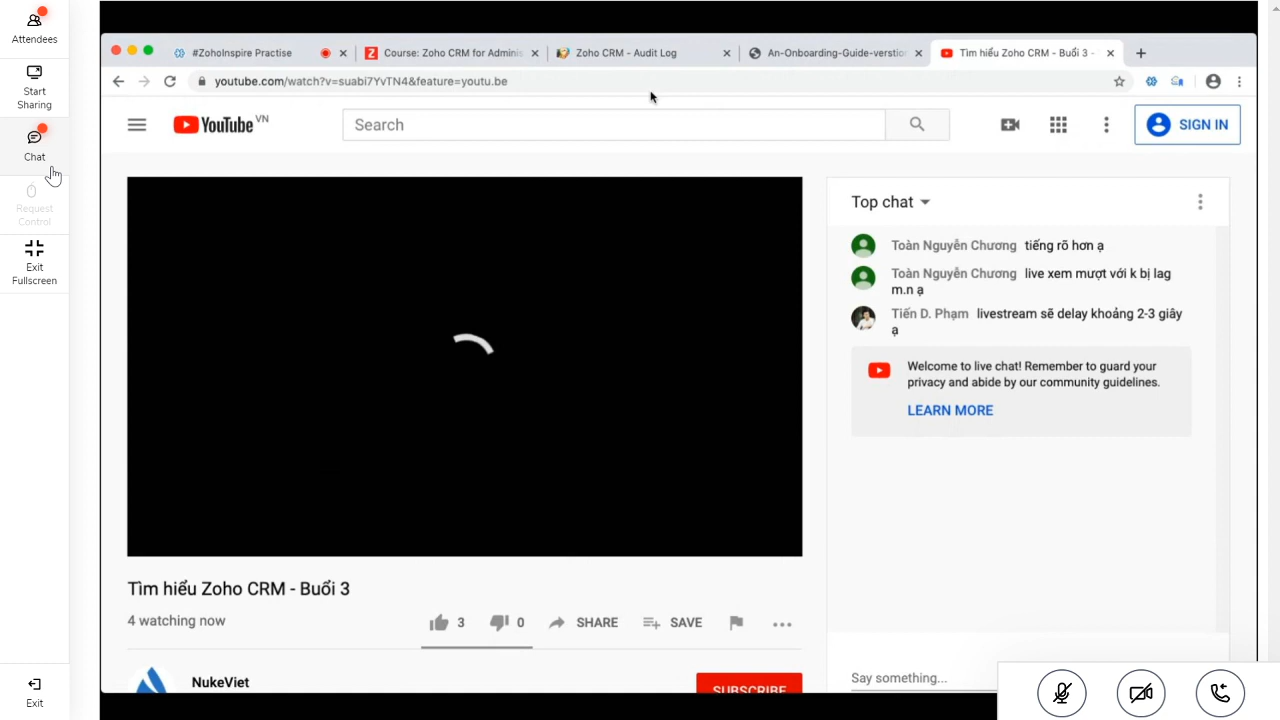 Attendees
Start
Sharing
Chat
Request
Control
Exit
Fullscreen
Exit
#ZohoInspire Practise
Course: Zoho CRM for Adminis
Zoho CRM - Audit Log
An-Onboarding-Guide-verstion
Tìm hiểu Zoho CRM - Buổi 3 -
youtube.com/watch?v=suabi7YvTN4&feature=youtu.be
YouTube VN
Search
SIGN IN
Top chat
Toàn Nguyễn Chương tiếng rõ hơn ạ
Toàn Nguyễn Chương live xem mượt với k bị lag
m.n ạ
Tiến D. Phạm livestream sẽ delay khoảng 2-3 giây
ạ
Welcome to live chat! Remember to guard your
privacy and abide by our community guidelines.
LEARN MORE
Tìm hiểu Zoho CRM - Buổi 3
4 watching now
3
0
SHARE
SAVE
NukeViet
SUBSCRIBE
Say something...